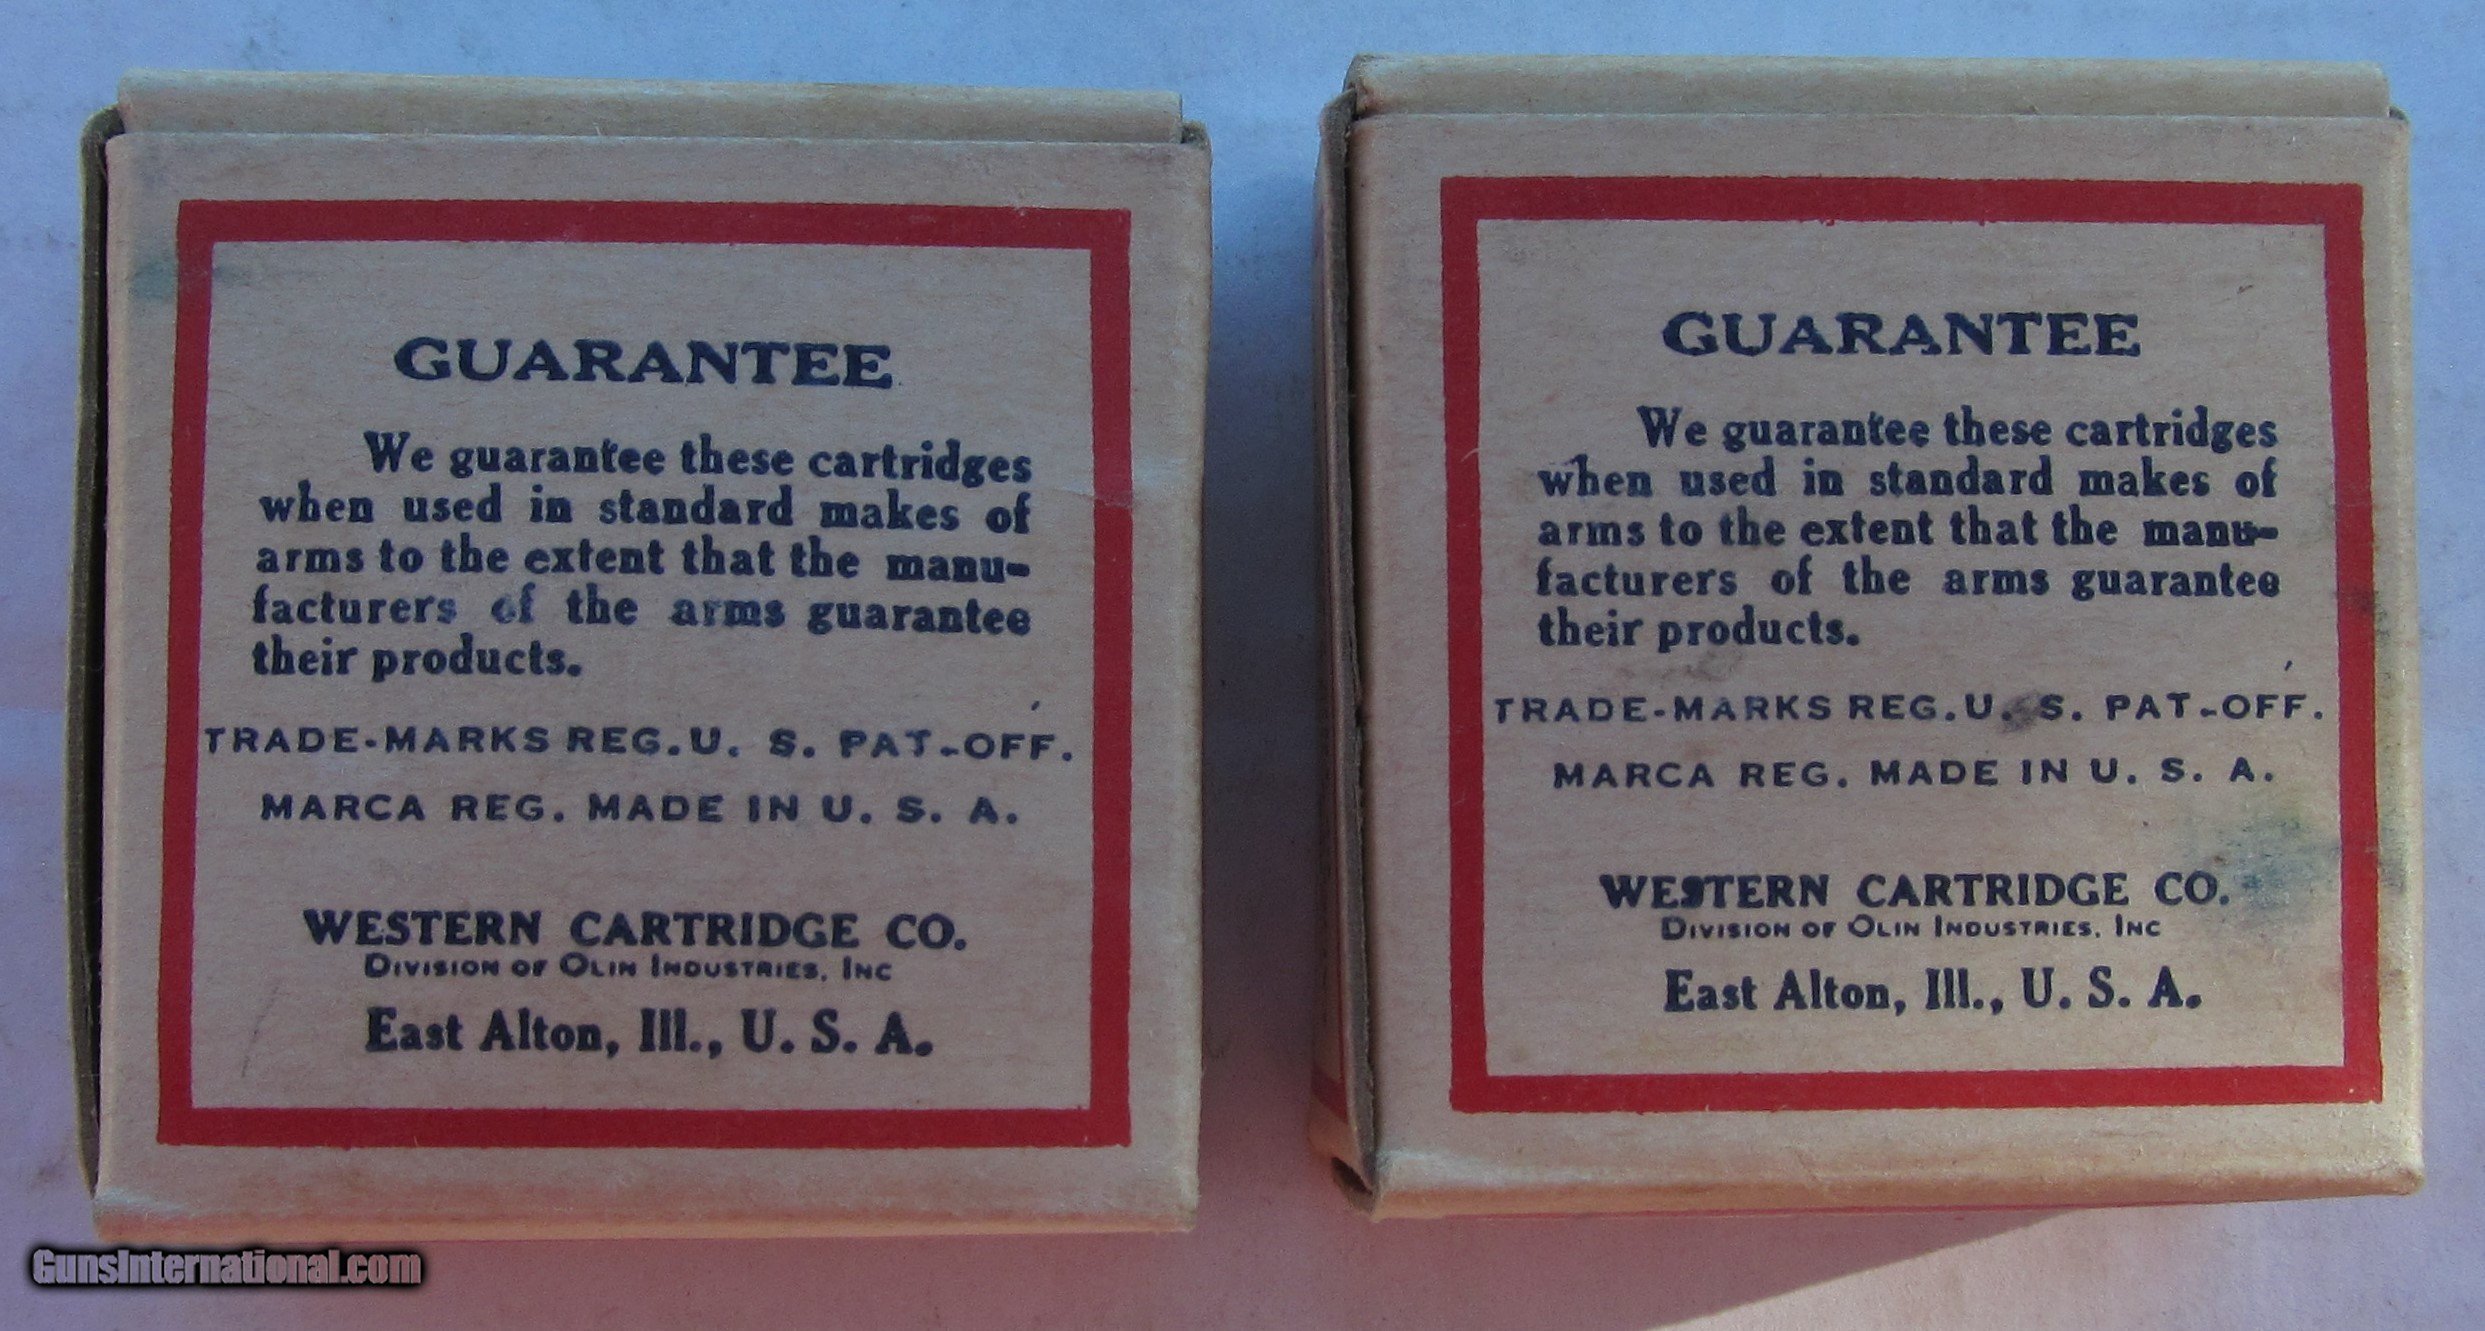 GUARANTEE
We guarantee these cartridges
when used in standard makes of
arms to the extent that the manu-
facturers of the arms guarantee
their products.
TRADE-MARKS REG. U. S. PAT-OFF.
MARCA REG. MADE IN U. S. A.
WESTERN CARTRIDGE CO.
DIVISION OF OLIN INDUSTRIES, INC
East Alton, Ill., U. S. A.
GUARANTEE
We guarantee these cartridges
when used in standard makes of
arms to the extent that the manu-
facturers of the arms guarantee
their products.
TRADE-MARKS REG. U. S. PAT-OFF.
MARCA REG. MADE IN U. S. A.
WESTERN CARTRIDGE CO.
DIVISION OF OLIN INDUSTRIES, INC
East Alton, Ill., U. S. A.
GunsInternational.com